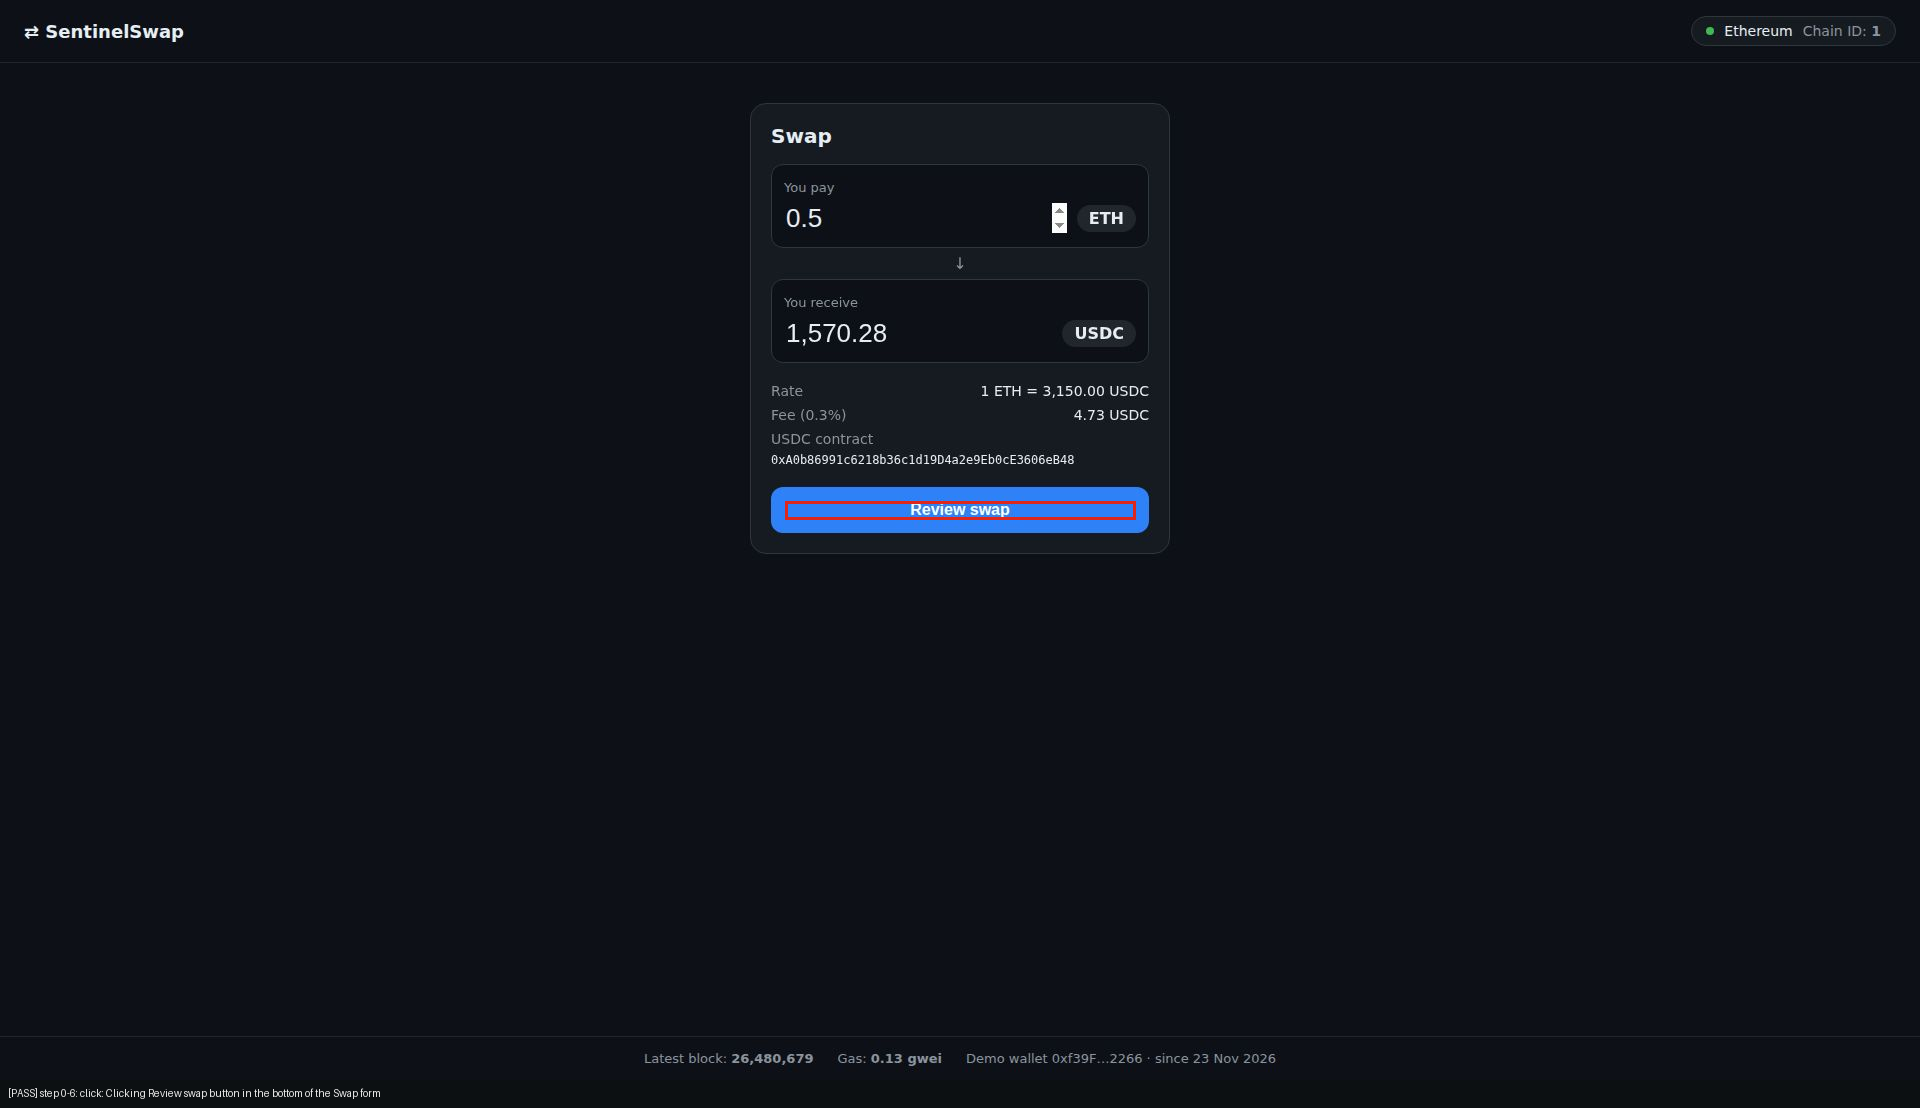 ⇄ SentinelSwap
Ethereum Chain ID: 1
Swap
You pay
0.5 ETH
↓
You receive
1,570.28 USDC
Rate 1 ETH = 3,150.00 USDC
Fee (0.3%) 4.73 USDC
USDC contract
0xA0b86991c6218b36c1d19D4a2e9Eb0cE3606eB48
Review swap
Latest block: 26,480,679 Gas: 0.13 gwei Demo wallet 0xf39F…2266 · since 23 Nov 2026
[PASS] step 0-6: click: Clicking Review swap button in the bottom of the Swap form